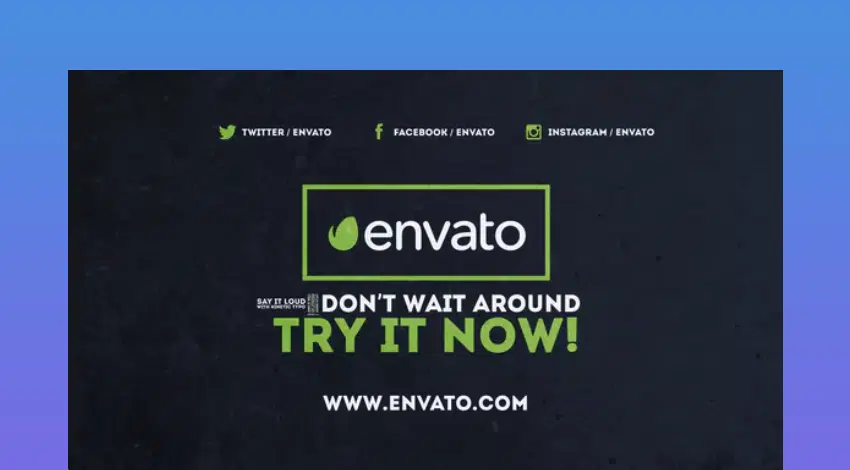 TWITTER / ENVATO FACEBOOK / ENVATO INSTAGRAM / ENVATO
envato
SAY IT LOUD
WITH KINETIC TYPO
DON'T WAIT AROUND
TRY IT NOW!
WWW.ENVATO.COM